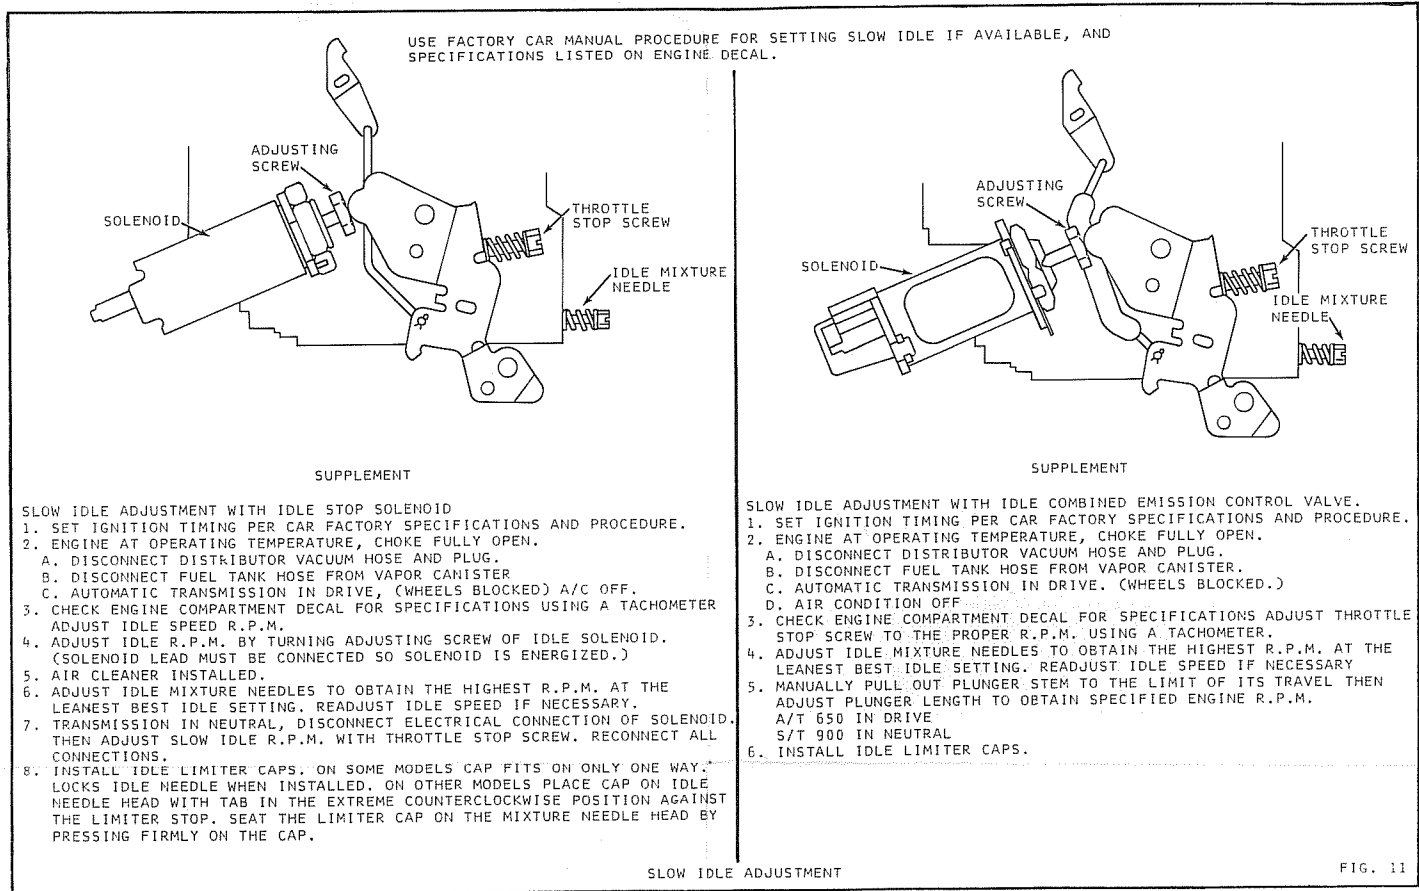 USE FACTORY CAR MANUAL PROCEDURE FOR SETTING SLOW IDLE IF AVAILABLE, AND
SPECIFICATIONS LISTED ON ENGINE DECAL.
ADJUSTING
SCREW
SOLENOID
THROTTLE
STOP SCREW
IDLE MIXTURE
NEEDLE
SUPPLEMENT
SLOW IDLE ADJUSTMENT WITH IDLE STOP SOLENOID
1. SET IGNITION TIMING PER CAR FACTORY SPECIFICATIONS AND PROCEDURE.
2. ENGINE AT OPERATING TEMPERATURE, CHOKE FULLY OPEN.
A. DISCONNECT DISTRIBUTOR VACUUM HOSE AND PLUG.
B. DISCONNECT FUEL TANK HOSE FROM VAPOR CANISTER
C. AUTOMATIC TRANSMISSION IN DRIVE, (WHEELS BLOCKED) A/C OFF.
3. CHECK ENGINE COMPARTMENT DECAL FOR SPECIFICATIONS USING A TACHOMETER
ADJUST IDLE SPEED R.P.M.
4. ADJUST IDLE R.P.M. BY TURNING ADJUSTING SCREW OF IDLE SOLENOID.
(SOLENOID LEAD MUST BE CONNECTED SO SOLENOID IS ENERGIZED.)
5. AIR CLEANER INSTALLED.
6. ADJUST IDLE MIXTURE NEEDLES TO OBTAIN THE HIGHEST R.P.M. AT THE
LEANEST BEST IDLE SETTING. READJUST IDLE SPEED IF NECESSARY.
7. TRANSMISSION IN NEUTRAL, DISCONNECT ELECTRICAL CONNECTION OF SOLENOID.
THEN ADJUST SLOW IDLE R.P.M. WITH THROTTLE STOP SCREW. RECONNECT ALL
CONNECTIONS.
8. INSTALL IDLE LIMITER CAPS. ON SOME MODELS CAP FITS ON ONLY ONE WAY.
LOCKS IDLE NEEDLE WHEN INSTALLED. ON OTHER MODELS PLACE CAP ON IDLE
NEEDLE HEAD WITH TAB IN THE EXTREME COUNTERCLOCKWISE POSITION AGAINST
THE LIMITER STOP. SEAT THE LIMITER CAP ON THE MIXTURE NEEDLE HEAD BY
PRESSING FIRMLY ON THE CAP.
ADJUSTING
SCREW
SOLENOID
THROTTLE
STOP SCREW
IDLE MIXTURE
NEEDLE
SUPPLEMENT
SLOW IDLE ADJUSTMENT WITH IDLE COMBINED EMISSION CONTROL VALVE.
1. SET IGNITION TIMING PER CAR FACTORY SPECIFICATIONS AND PROCEDURE.
2. ENGINE AT OPERATING TEMPERATURE, CHOKE FULLY OPEN.
A. DISCONNECT DISTRIBUTOR VACUUM HOSE AND PLUG.
B. DISCONNECT FUEL TANK HOSE FROM VAPOR CANISTER.
C. AUTOMATIC TRANSMISSION IN DRIVE. (WHEELS BLOCKED.)
D. AIR CONDITION OFF
3. CHECK ENGINE COMPARTMENT DECAL FOR SPECIFICATIONS ADJUST THROTTLE
STOP SCREW TO THE PROPER R.P.M. USING A TACHOMETER.
4. ADJUST IDLE MIXTURE NEEDLES TO OBTAIN THE HIGHEST R.P.M. AT THE
LEANEST BEST IDLE SETTING. READJUST IDLE SPEED IF NECESSARY
5. MANUALLY PULL OUT PLUNGER STEM TO THE LIMIT OF ITS TRAVEL THEN
ADJUST PLUNGER LENGTH TO OBTAIN SPECIFIED ENGINE R.P.M.
A/T 650 IN DRIVE
S/T 900 IN NEUTRAL
6. INSTALL IDLE LIMITER CAPS.
SLOW IDLE ADJUSTMENT
FIG. 11